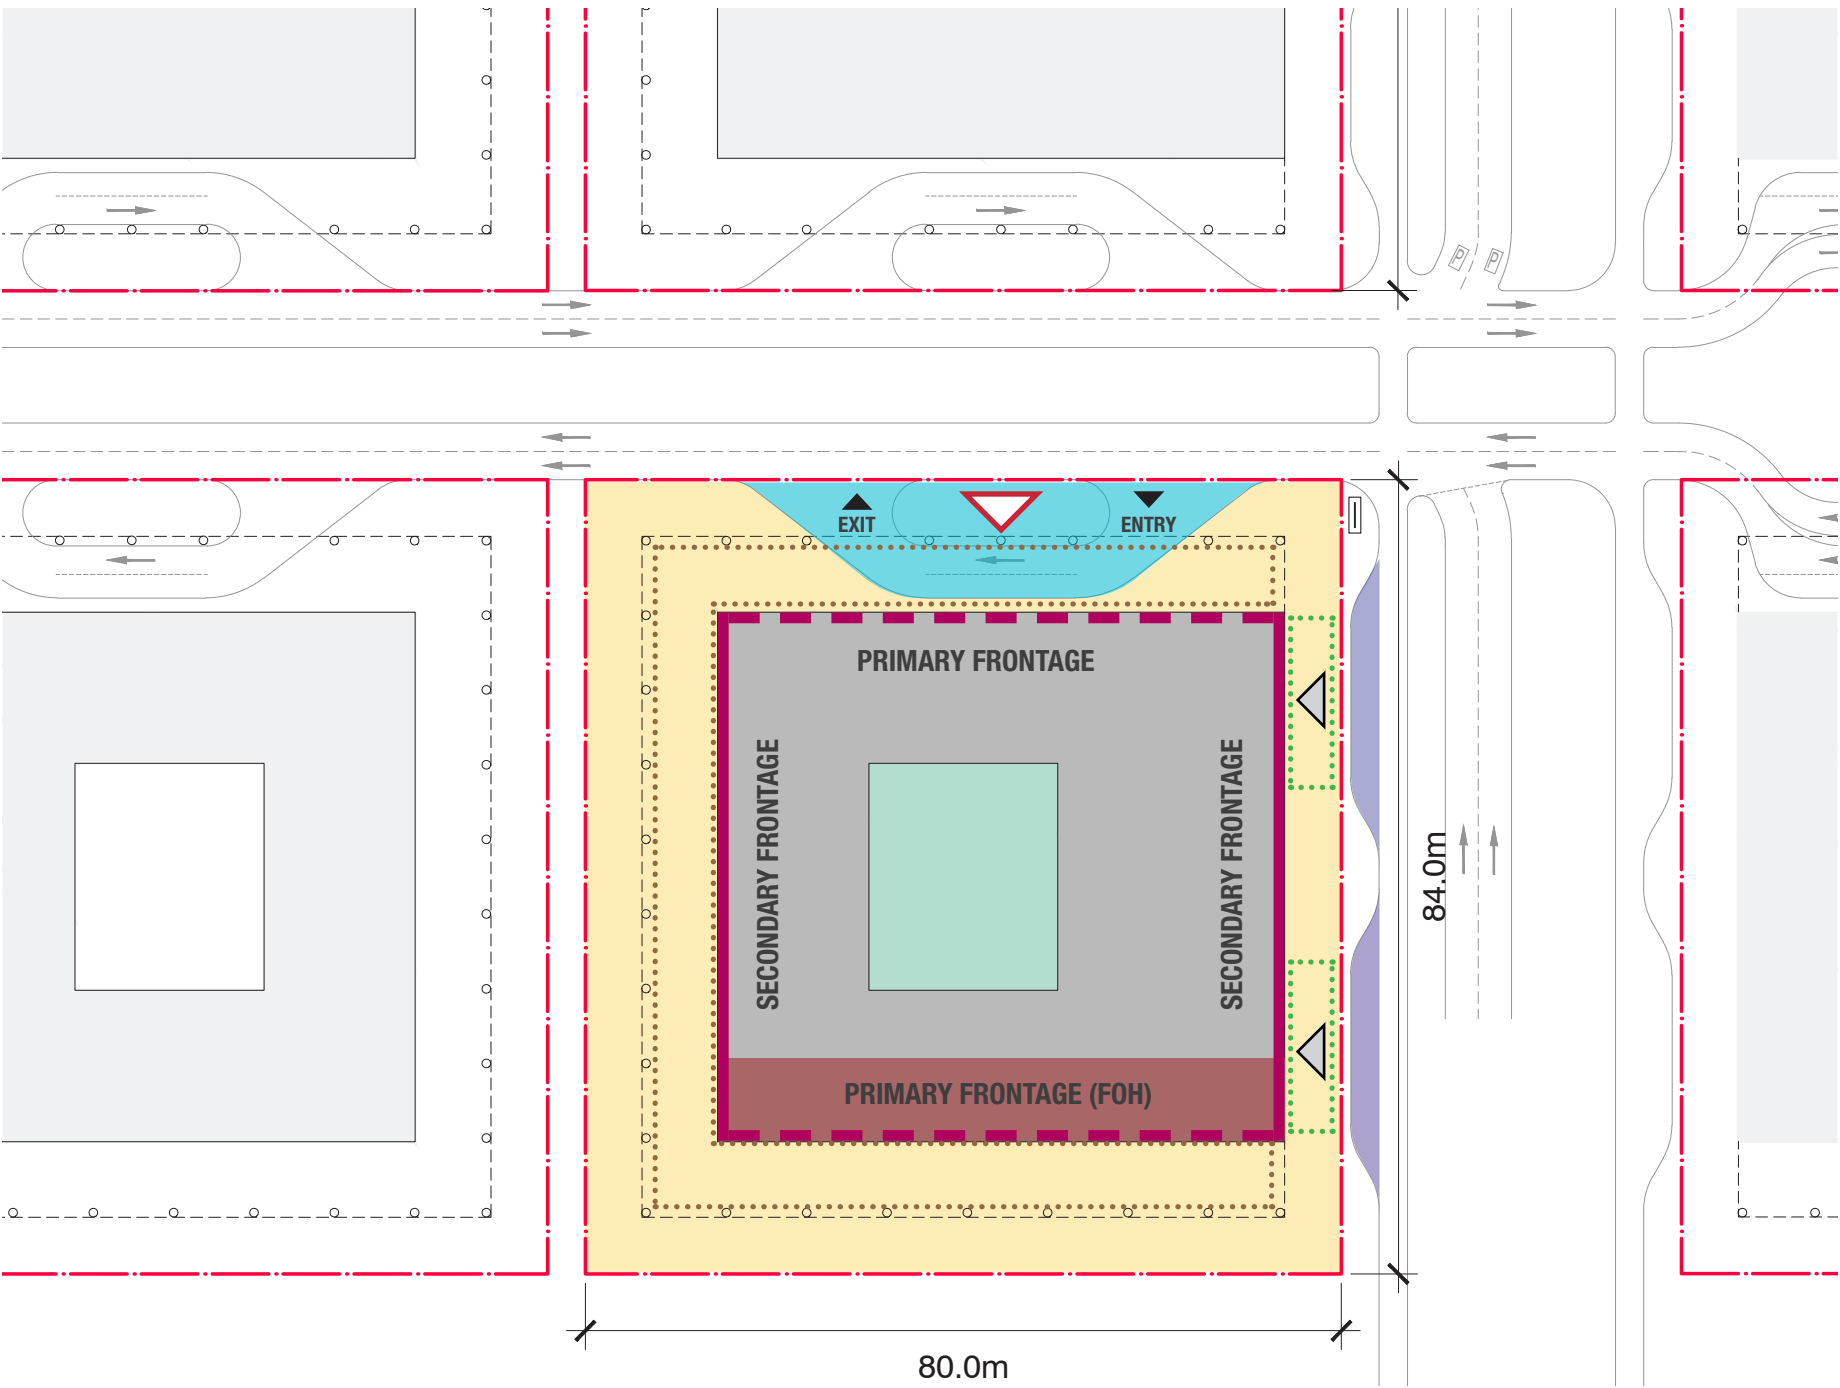 P P
EXIT
ENTRY
PRIMARY FRONTAGE
SECONDARY FRONTAGE
SECONDARY FRONTAGE
84.0m
PRIMARY FRONTAGE (FOH)
80.0m